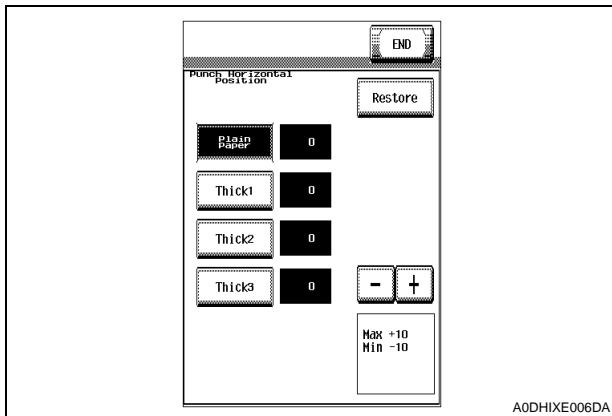 END
Punch Horizontal
Position
Restore
Plain
Paper
0
Thick1
0
Thick2
0
Thick3
0
- +
Max +10
Min -10
A0DHIXE006DA